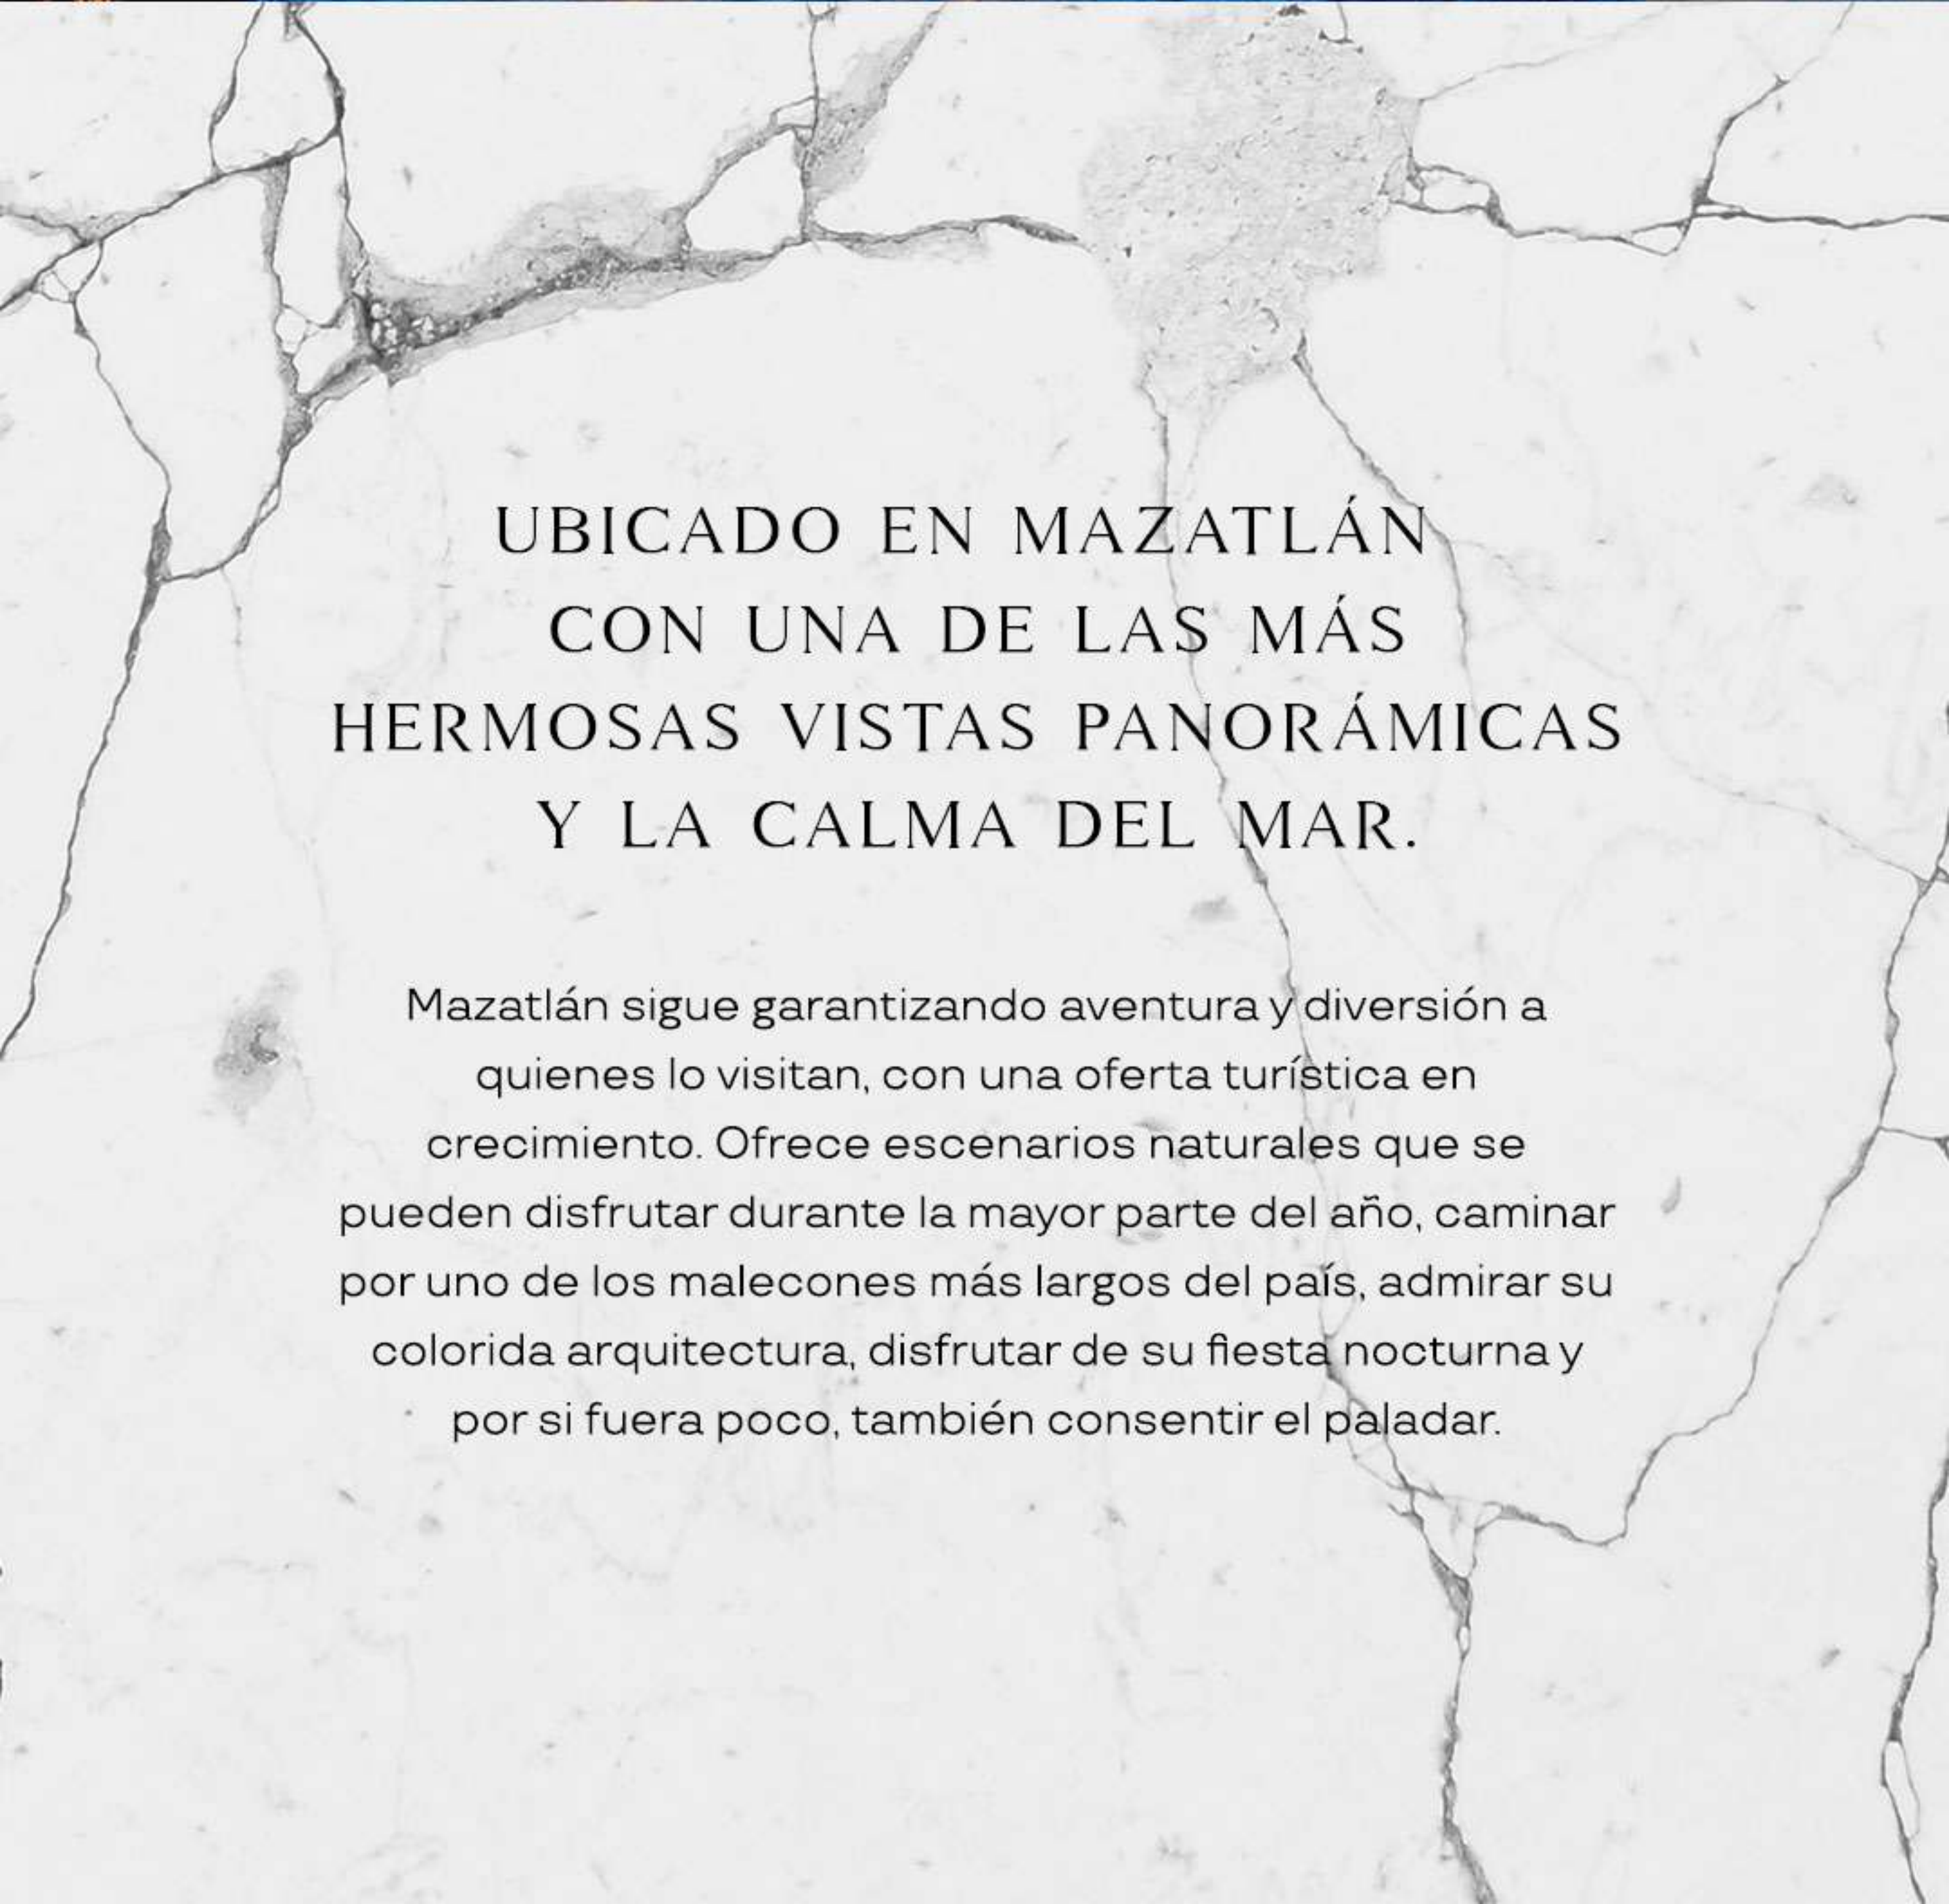 UBICADO EN MAZATLÁN
CON UNA DE LAS MÁS
HERMOSAS VISTAS PANORÁMICAS
Y LA CALMA DEL MAR.
Mazatlán sigue garantizando aventura y diversión a
quienes lo visitan, con una oferta turística en
crecimiento. Ofrece escenarios naturales que se
pueden disfrutar durante la mayor parte del año, caminar
por uno de los malecones más largos del país, admirar su
colorida arquitectura, disfrutar de su fiesta nocturna y
por si fuera poco, también consentir el paladar.